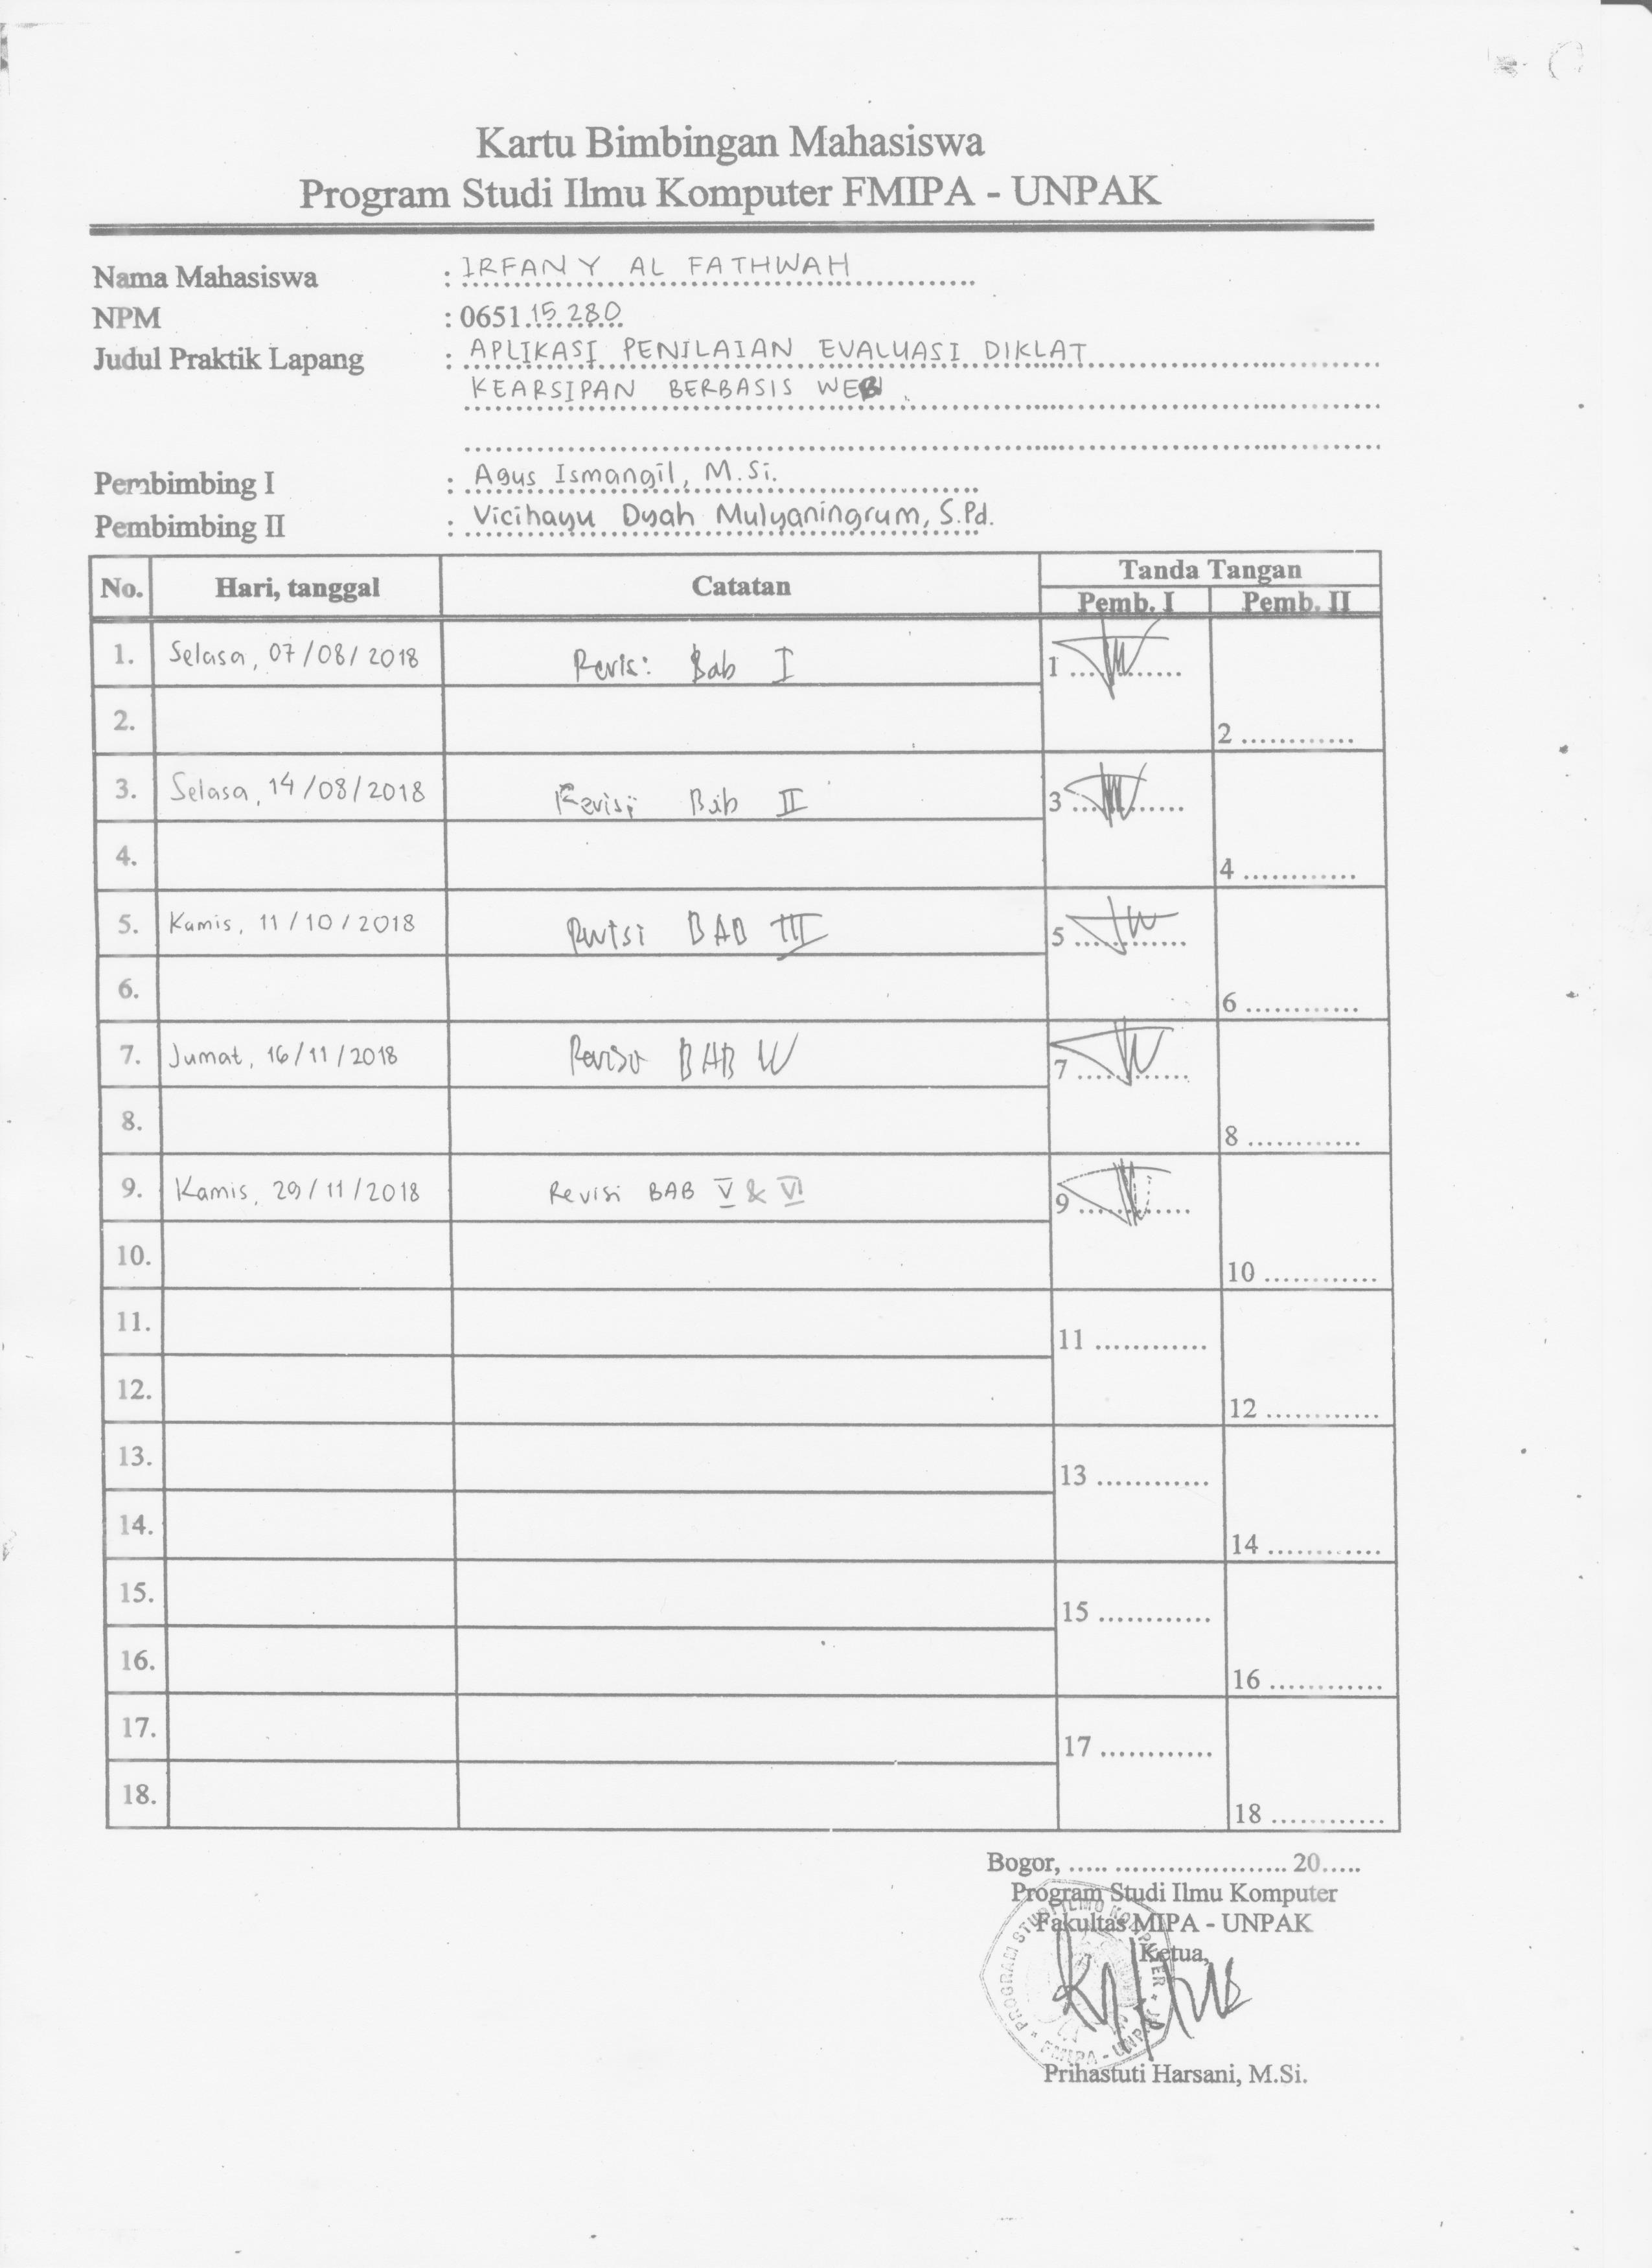 Kartu Bimbingan Mahasiswa
Program Studi Ilmu Komputer FMIPA - UNPAK
Nama Mahasiswa : IRFANY AL FATHWAH
NPM : 0651.15.280
Judul Praktik Lapang : APLIKASI PENILAIAN EVALUASI DIKLAT
KEARSIPAN BERBASIS WEB.
Pembimbing I : Agus Ismangil, M.Si.
Pembimbing II : Vicihayu Dyah Mulyaningrum, S.Pd.
No. Hari, tanggal Catatan Tanda Tangan
Pemb. I Pemb. II
1. Selasa, 07/08/2018 Revisi Bab I 1 ............
2. 2 ............
3. Selasa, 14/08/2018 Revisi Bab II 3 ............
4. 4 ............
5. Kamis, 11/10/2018 Revisi BAB III 5 ............
6. 6 ............
7. Jumat, 16/11/2018 Revisi BAB IV 7 ............
8. 8 ............
9. Kamis, 29/11/2018 Revisi BAB V & VI 9 ............
10. 10 ............
11. 11 ............
12. 12 ............
13. 13 ............
14. 14 ............
15. 15 ............
16. 16 ............
17. 17 ............
18. 18 ............
Bogor, ..... ...................... 20.....
Program Studi Ilmu Komputer
Fakultas MIPA - UNPAK
Ketua,
PROGRAM STUDI ILMU KOMPUTER
FMIPA - UNPAK
Prihastuti Harsani, M.Si.